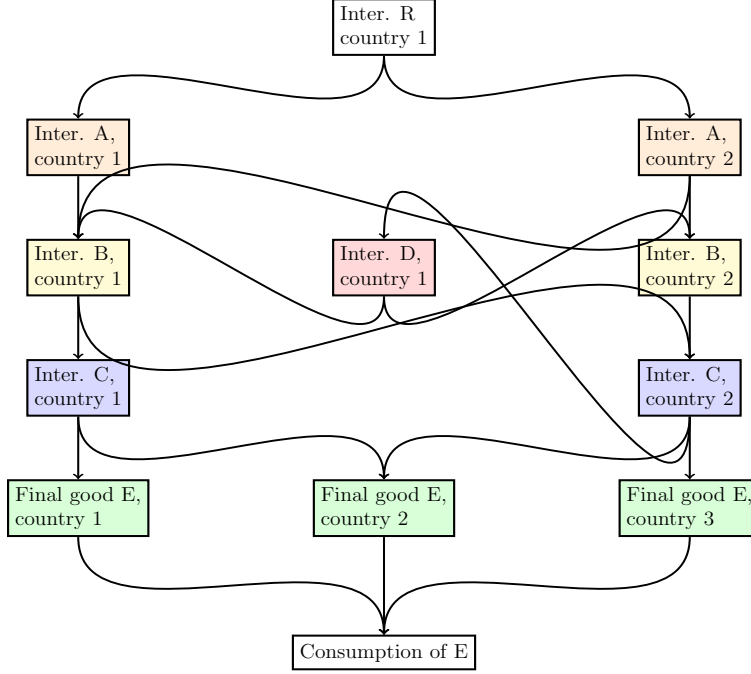 Inter. R
country 1
Inter. A,
country 1
Inter. A,
country 2
Inter. B,
country 1
Inter. D,
country 1
Inter. B,
country 2
Inter. C,
country 1
Inter. C,
country 2
Final good E,
country 1
Final good E,
country 2
Final good E,
country 3
Consumption of E